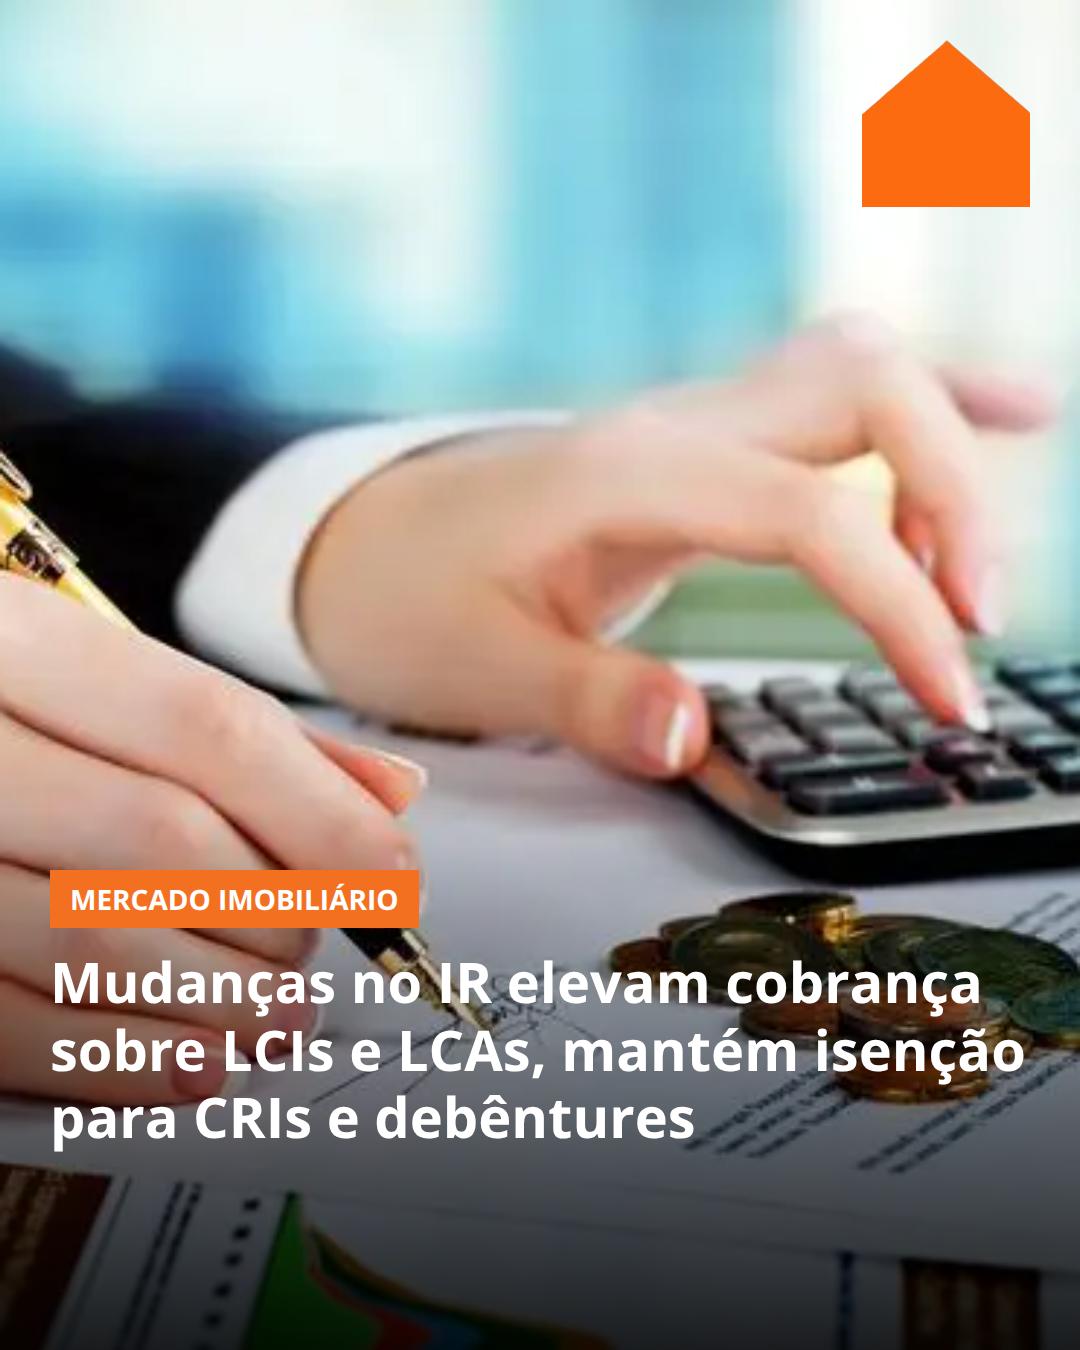 MERCADO IMOBILIÁRIO
Mudanças no IR elevam cobrança
sobre LCIs e LCAs, mantém isenção
para CRIs e debêntures